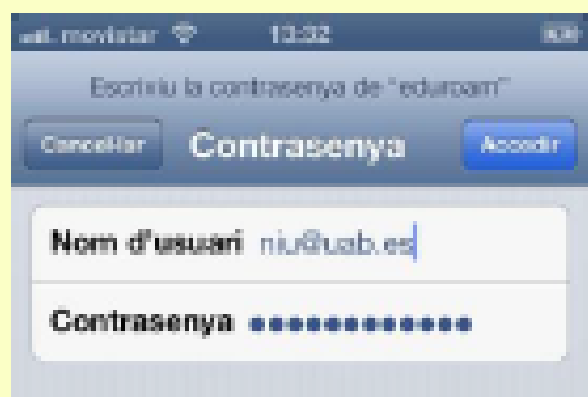 movistar 13:32
Escriviu la contrasenya de "eduroam"
Cancel·lar Contrasenya Accedir
Nom d'usuari niu@uab.es
Contrasenya ••••••••••••